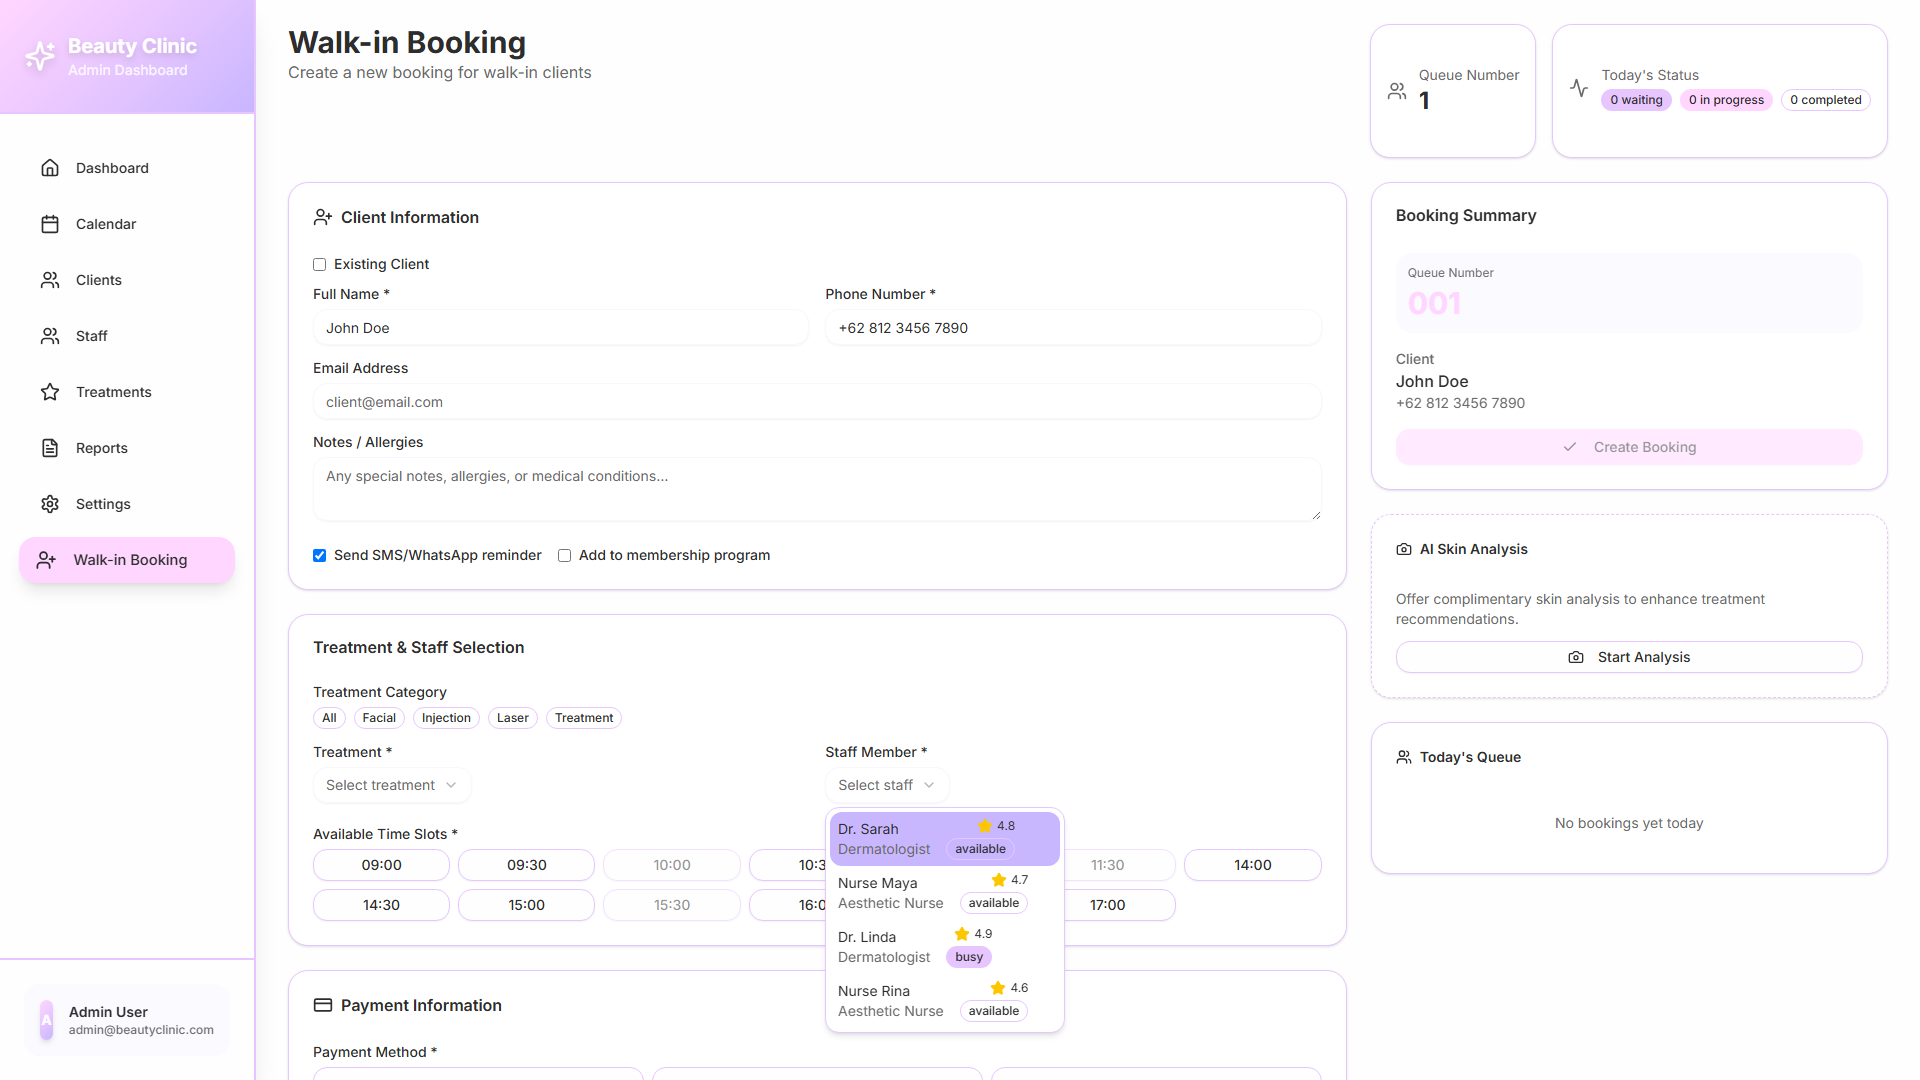 Beauty Clinic
Admin Dashboard
Dashboard
Calendar
Clients
Staff
Treatments
Reports
Settings
Walk-in Booking
A
Admin User
admin@beautyclinic.com
Walk-in Booking
Create a new booking for walk-in clients
Queue Number
1
Today's Status
0 waiting 0 in progress 0 completed
Client Information
Existing Client
Full Name * Phone Number *
John Doe +62 812 3456 7890
Email Address
client@email.com
Notes / Allergies
Any special notes, allergies, or medical conditions...
Send SMS/WhatsApp reminder Add to membership program
Treatment & Staff Selection
Treatment Category
All Facial Injection Laser Treatment
Treatment * Staff Member *
Select treatment Select staff
Dr. Sarah 4.8
Dermatologist available
Nurse Maya 4.7
Aesthetic Nurse available
Dr. Linda 4.9
Dermatologist busy
Nurse Rina 4.6
Aesthetic Nurse available
Available Time Slots *
09:00 09:30 10:00 10:3 11:30 14:00
14:30 15:00 15:30 16:0 17:00
Payment Information
Payment Method *
Booking Summary
Queue Number
001
Client
John Doe
+62 812 3456 7890
Create Booking
AI Skin Analysis
Offer complimentary skin analysis to enhance treatment
recommendations.
Start Analysis
Today's Queue
No bookings yet today